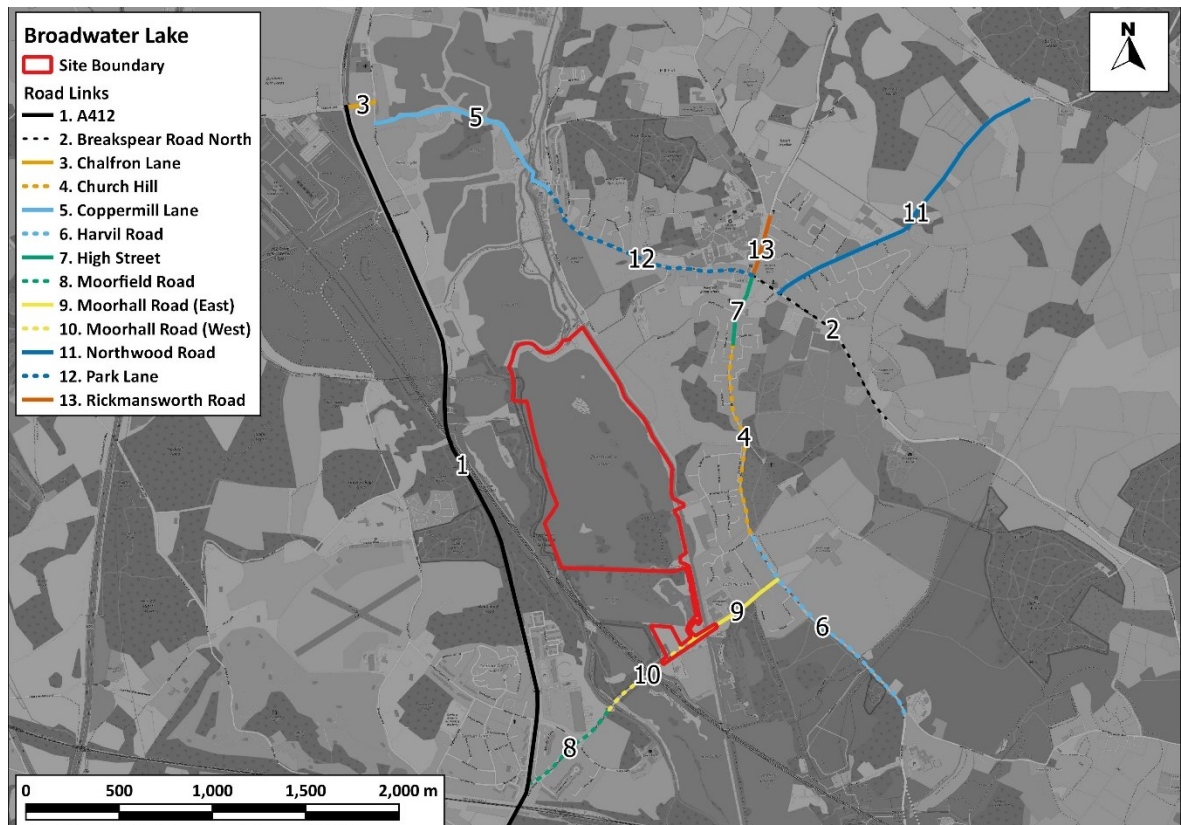 Broadwater Lake
Site Boundary
Road Links
1. A412
2. Breakspear Road North
3. Chalfron Lane
4. Church Hill
5. Coppermill Lane
6. Harvil Road
7. High Street
8. Moorfield Road
9. Moorhall Road (East)
10. Moorhall Road (West)
11. Northwood Road
12. Park Lane
13. Rickmansworth Road
N
3
5
11
12
13
7
2
4
1
9
6
10
8
0 500 1,000 1,500 2,000 m